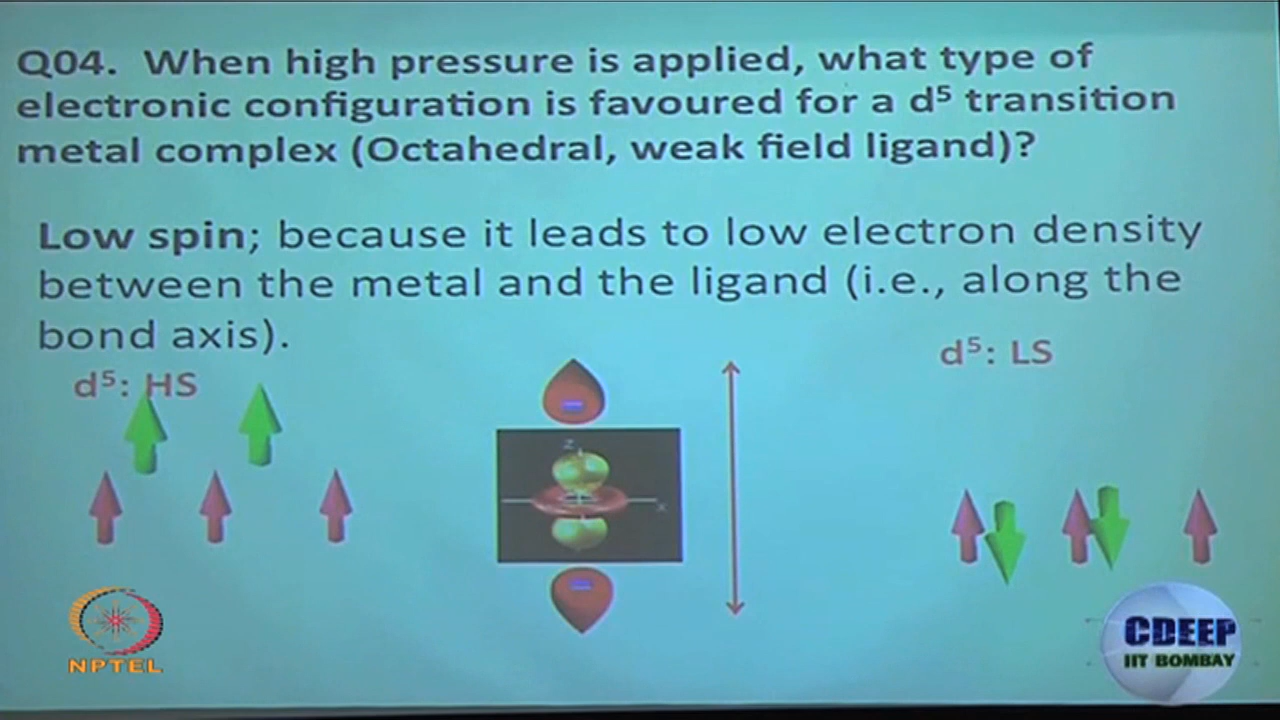 Q04. When high pressure is applied, what type of
electronic configuration is favoured for a d⁵ transition
metal complex (Octahedral, weak field ligand)?
Low spin; because it leads to low electron density
between the metal and the ligand (i.e., along the
bond axis).
d⁵: HS
d⁵: LS
z
x
NPTEL
CDEEP
IIT BOMBAY